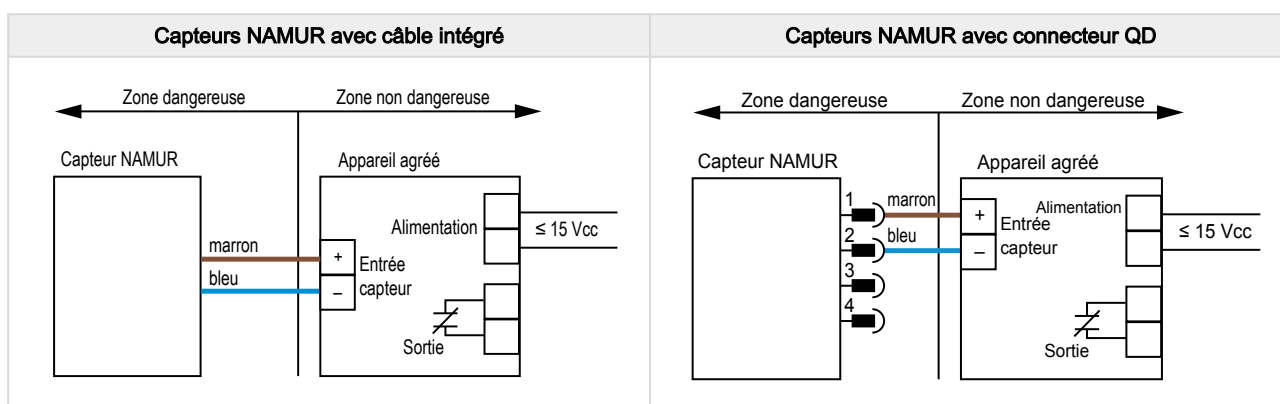 Capteurs NAMUR avec câble intégré
Zone dangereuse
Zone non dangereuse
Capteur NAMUR
Appareil agréé
Alimentation
≤ 15 Vcc
marron
+
Entrée
bleu
–
capteur
Sortie
Capteurs NAMUR avec connecteur QD
Zone dangereuse
Zone non dangereuse
Capteur NAMUR
Appareil agréé
1
marron
+
Alimentation
Entrée
≤ 15 Vcc
2
bleu
–
capteur
3
4
Sortie